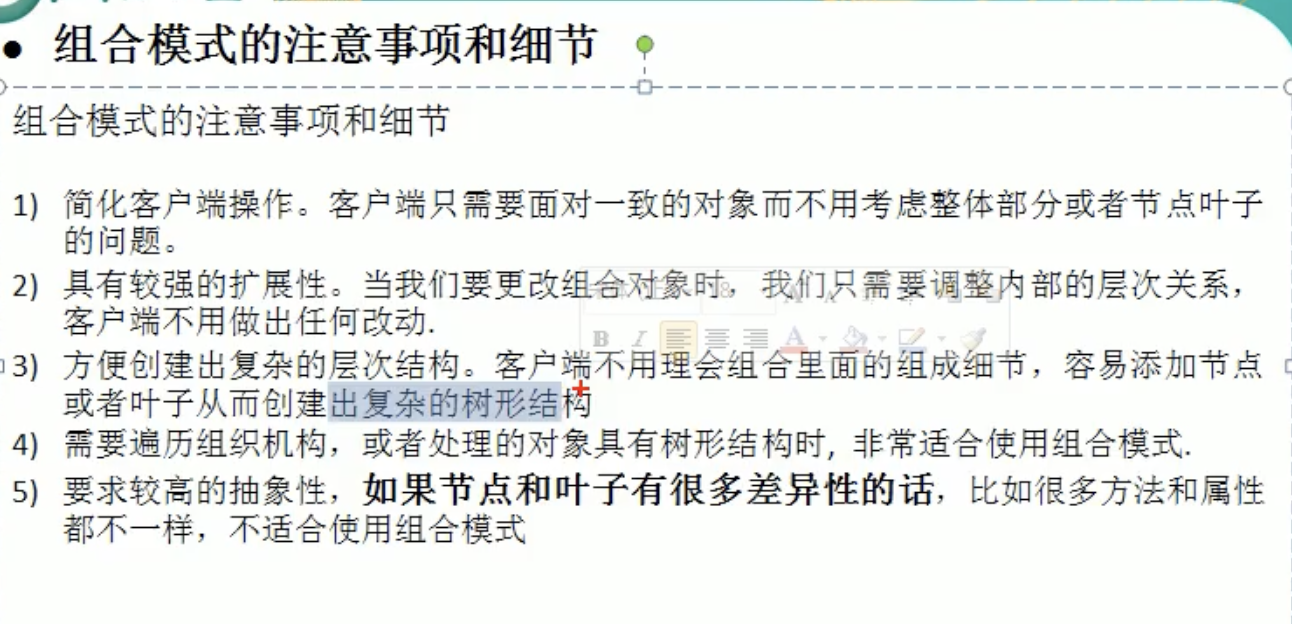 • 组合模式的注意事项和细节
组合模式的注意事项和细节
1) 简化客户端操作。客户端只需要面对一致的对象而不用考虑整体部分或者节点叶子
的问题。
2) 具有较强的扩展性。当我们要更改组合对象时，我们只需要调整内部的层次关系，
客户端不用做出任何改动.
3) 方便创建出复杂的层次结构。客户端不用理会组合里面的组成细节，容易添加节点
或者叶子从而创建出复杂的树形结构
4) 需要遍历组织机构，或者处理的对象具有树形结构时, 非常适合使用组合模式.
5) 要求较高的抽象性，如果节点和叶子有很多差异性的话，比如很多方法和属性
都不一样，不适合使用组合模式